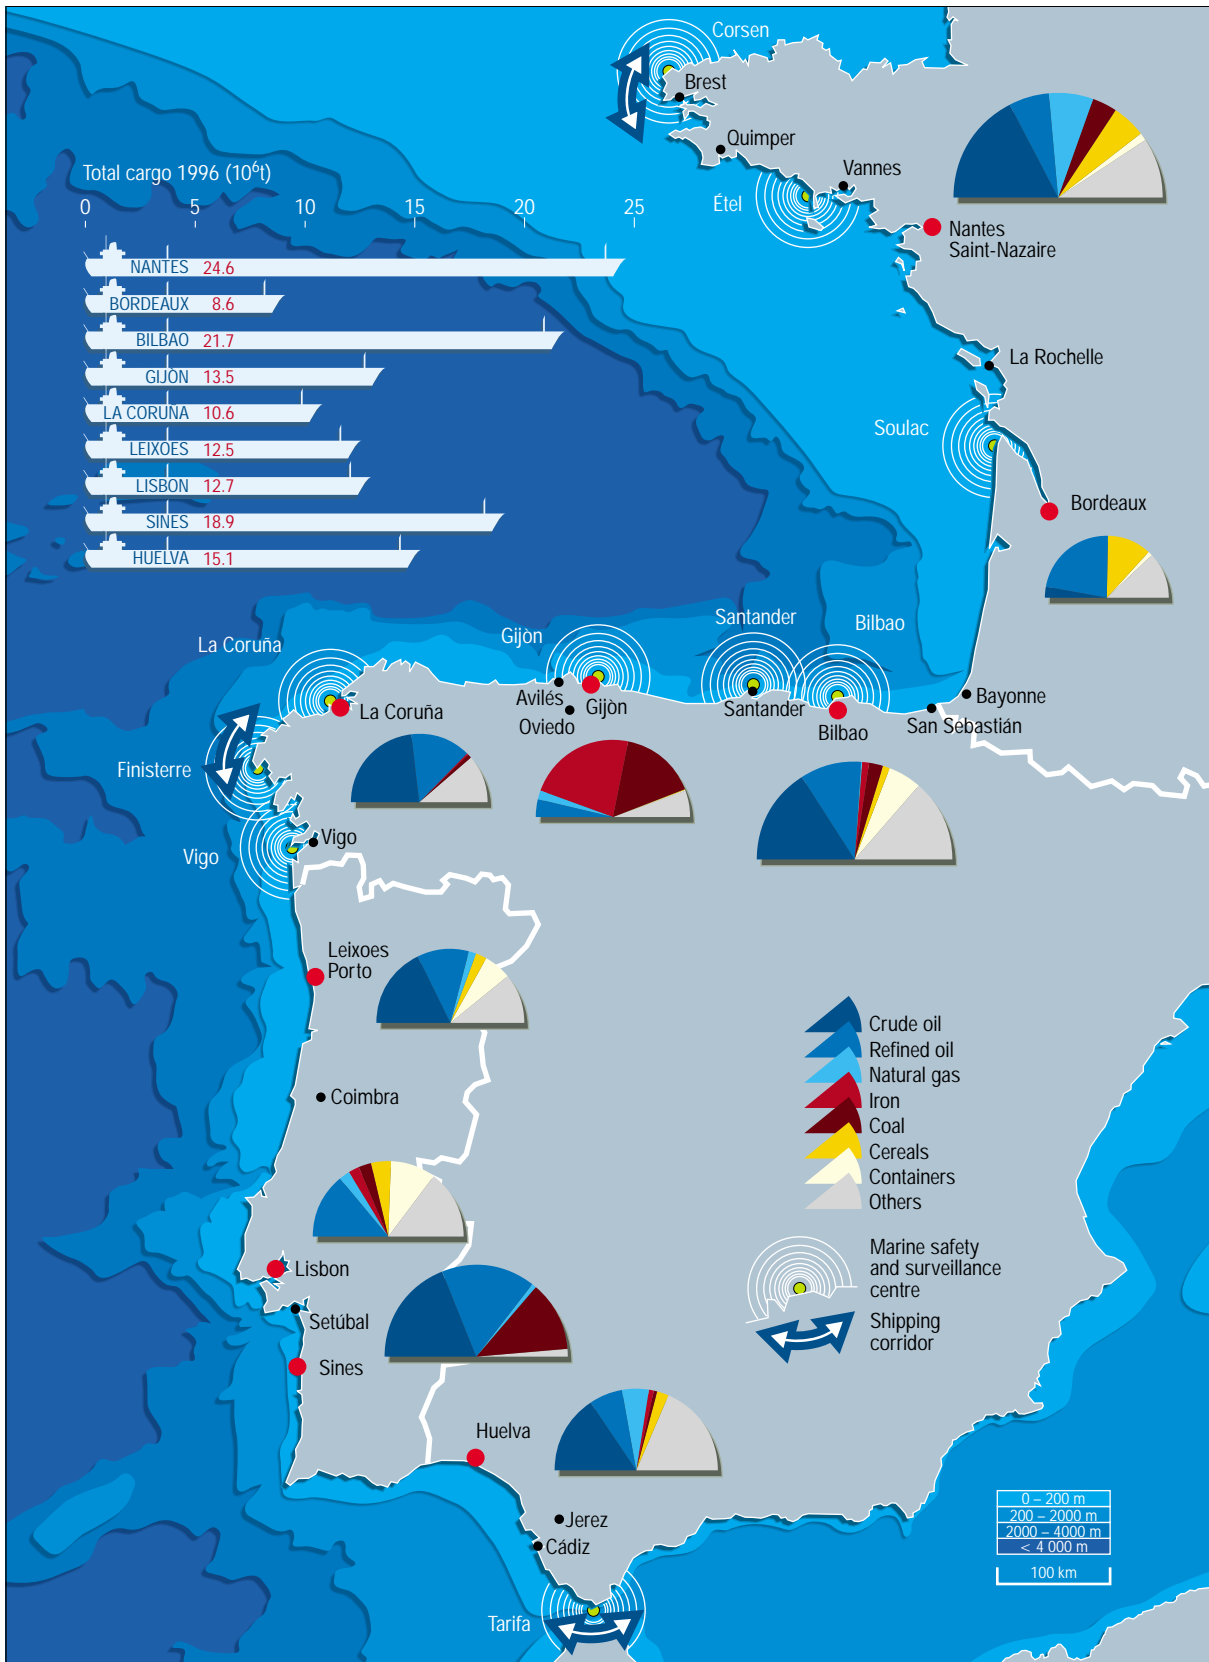 Corsen
Brest
Quimper
Vannes
Étel
Nantes
Saint-Nazaire
Total cargo 1996 (10⁶t)
0 5 10 15 20 25
NANTES 24.6
BORDEAUX 8.6
BILBAO 21.7
GIJÒN 13.5
LA CORUÑA 10.6
LEIXOES 12.5
LISBON 12.7
SINES 18.9
HUELVA 15.1
La Rochelle
Soulac
Bordeaux
La Coruña
Gijòn
Santander
Bilbao
Avilés
Oviedo
Gijòn
Santander
Bilbao
San Sebastián
Bayonne
La Coruña
Finisterre
Vigo
Vigo
Leixoes
Porto
Coimbra
Lisbon
Setúbal
Sines
Huelva
Jerez
Cádiz
Tarifa
Crude oil
Refined oil
Natural gas
Iron
Coal
Cereals
Containers
Others
Marine safety
and surveillance
centre
Shipping
corridor
0 – 200 m
200 – 2000 m
2000 – 4000 m
< 4 000 m
100 km